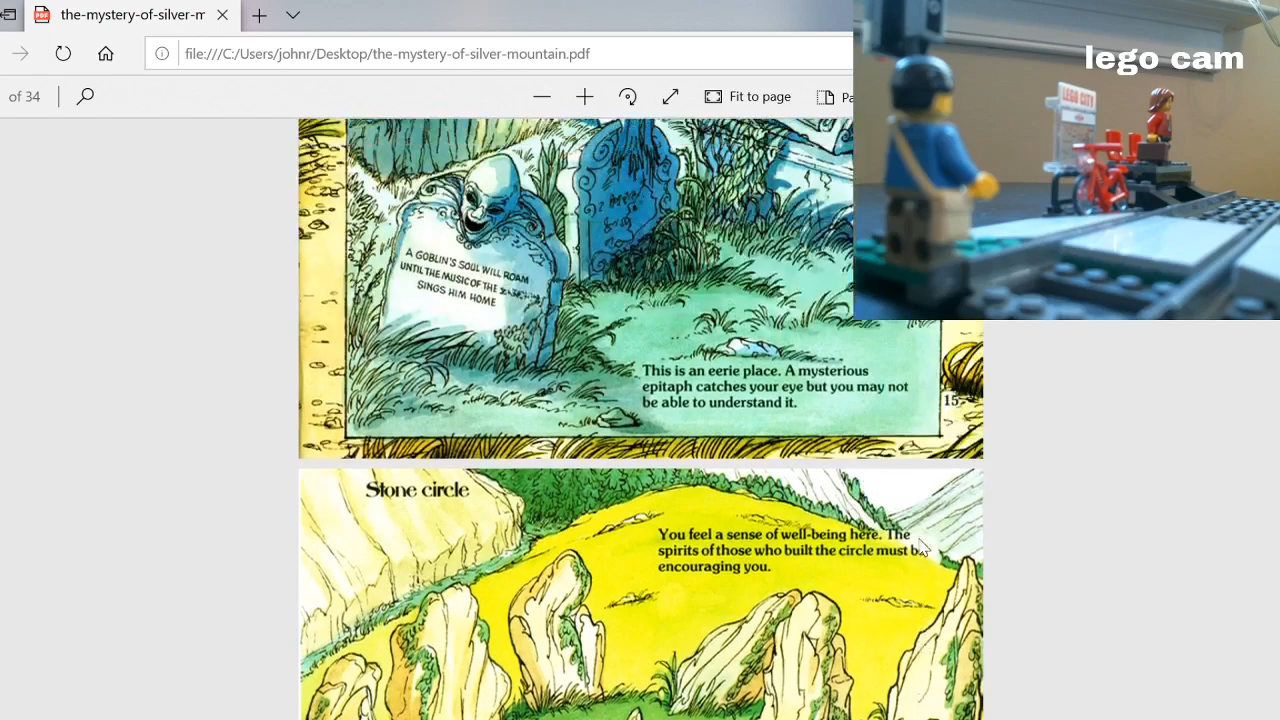 the-mystery-of-silver-m
file:///C:/Users/johnr/Desktop/the-mystery-of-silver-mountain.pdf
of 34
Fit to page
Pa
lego cam
LEGO CITY
A GOBLIN'S SOUL WILL ROAM
UNTIL THE MUSIC OF THE
SINGS HIM HOME
This is an eerie place. A mysterious
epitaph catches your eye but you may not
be able to understand it.
15
Stone circle
You feel a sense of well-being here. The
spirits of those who built the circle must b
encouraging you.